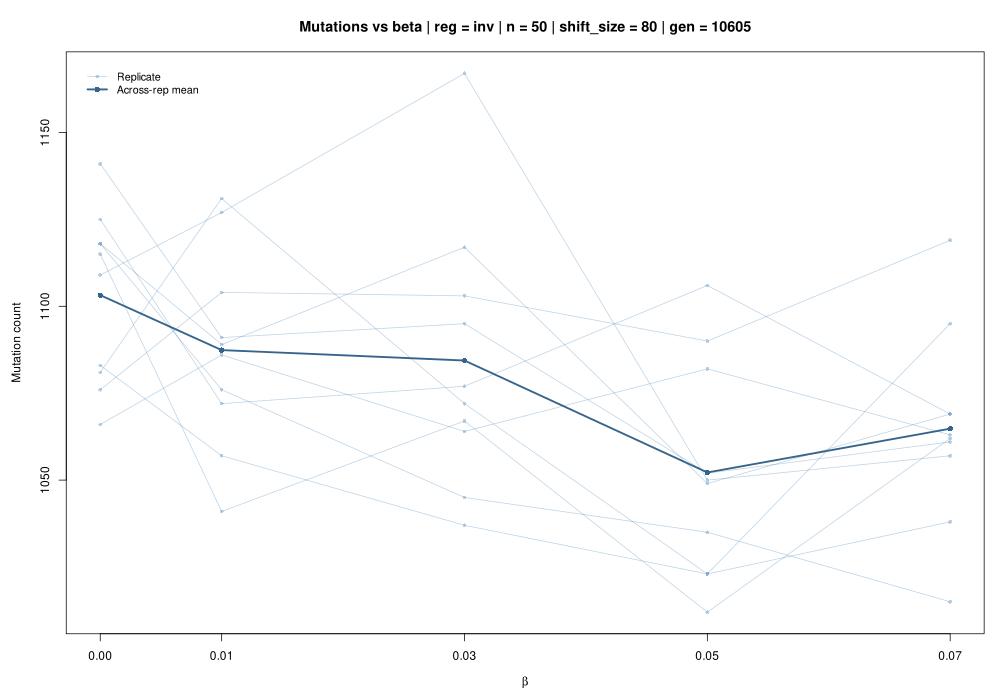 Mutations vs beta | reg = inv | n = 50 | shift_size = 80 | gen = 10605
Replicate
Across-rep mean
1150
1100
1050
Mutation count
0.00
0.01
0.03
0.05
0.07
β